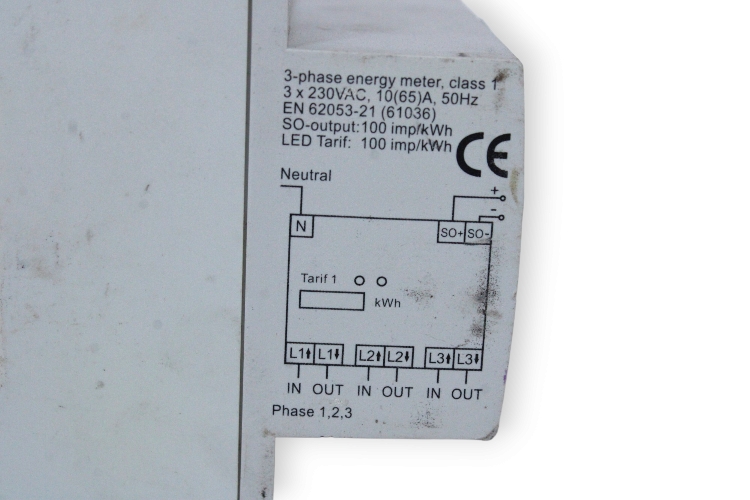 3-phase energy meter, class 1
3 x 230VAC, 10(65)A, 50Hz
EN 62053-21 (61036)
SO-output:100 imp/kWh
LED Tarif: 100 imp/kWh
CE
Neutral
+
-
N
SO+ SO-
Tarif 1
kWh
L1⬆ L1⬇ L2⬆ L2⬇ L3⬆ L3⬇
IN OUT IN OUT IN OUT
Phase 1,2,3